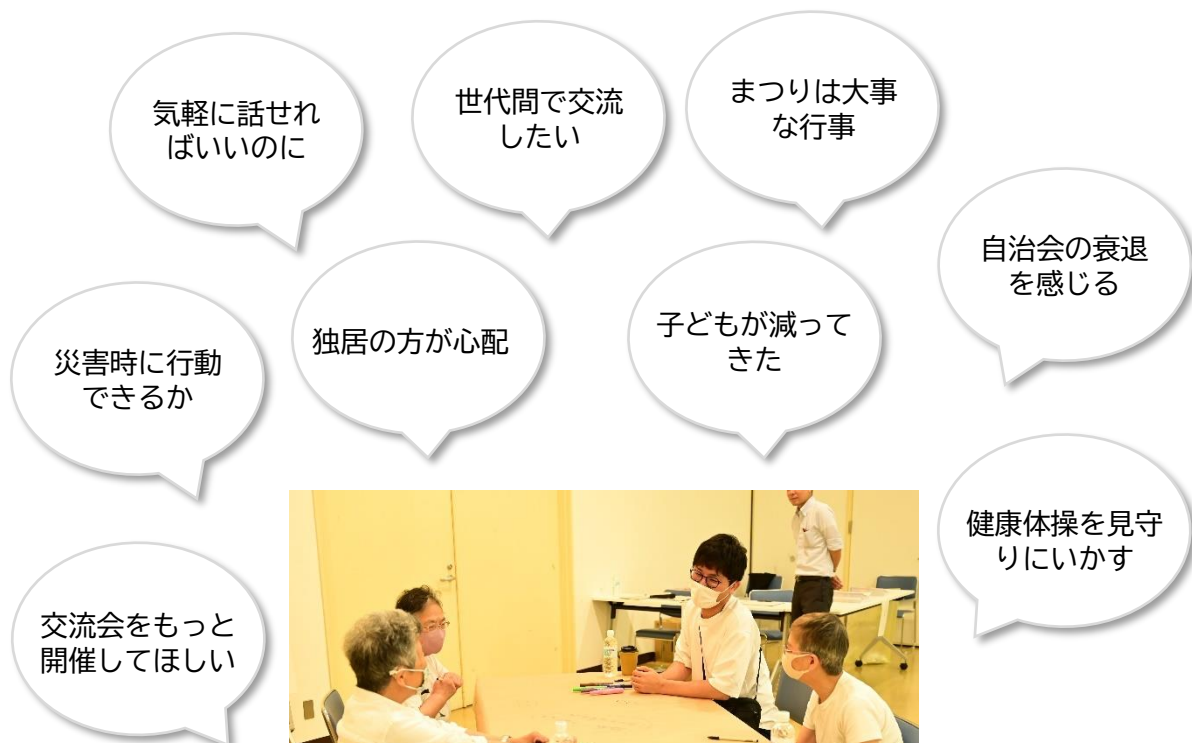 気軽に話せれ
ばいいのに
世代間で交流
したい
まつりは大事
な行事
自治会の衰退
を感じる
災害時に行動
できるか
独居の方が心配
子どもが減って
きた
健康体操を見守
りにいかす
交流会をもっと
開催してほしい